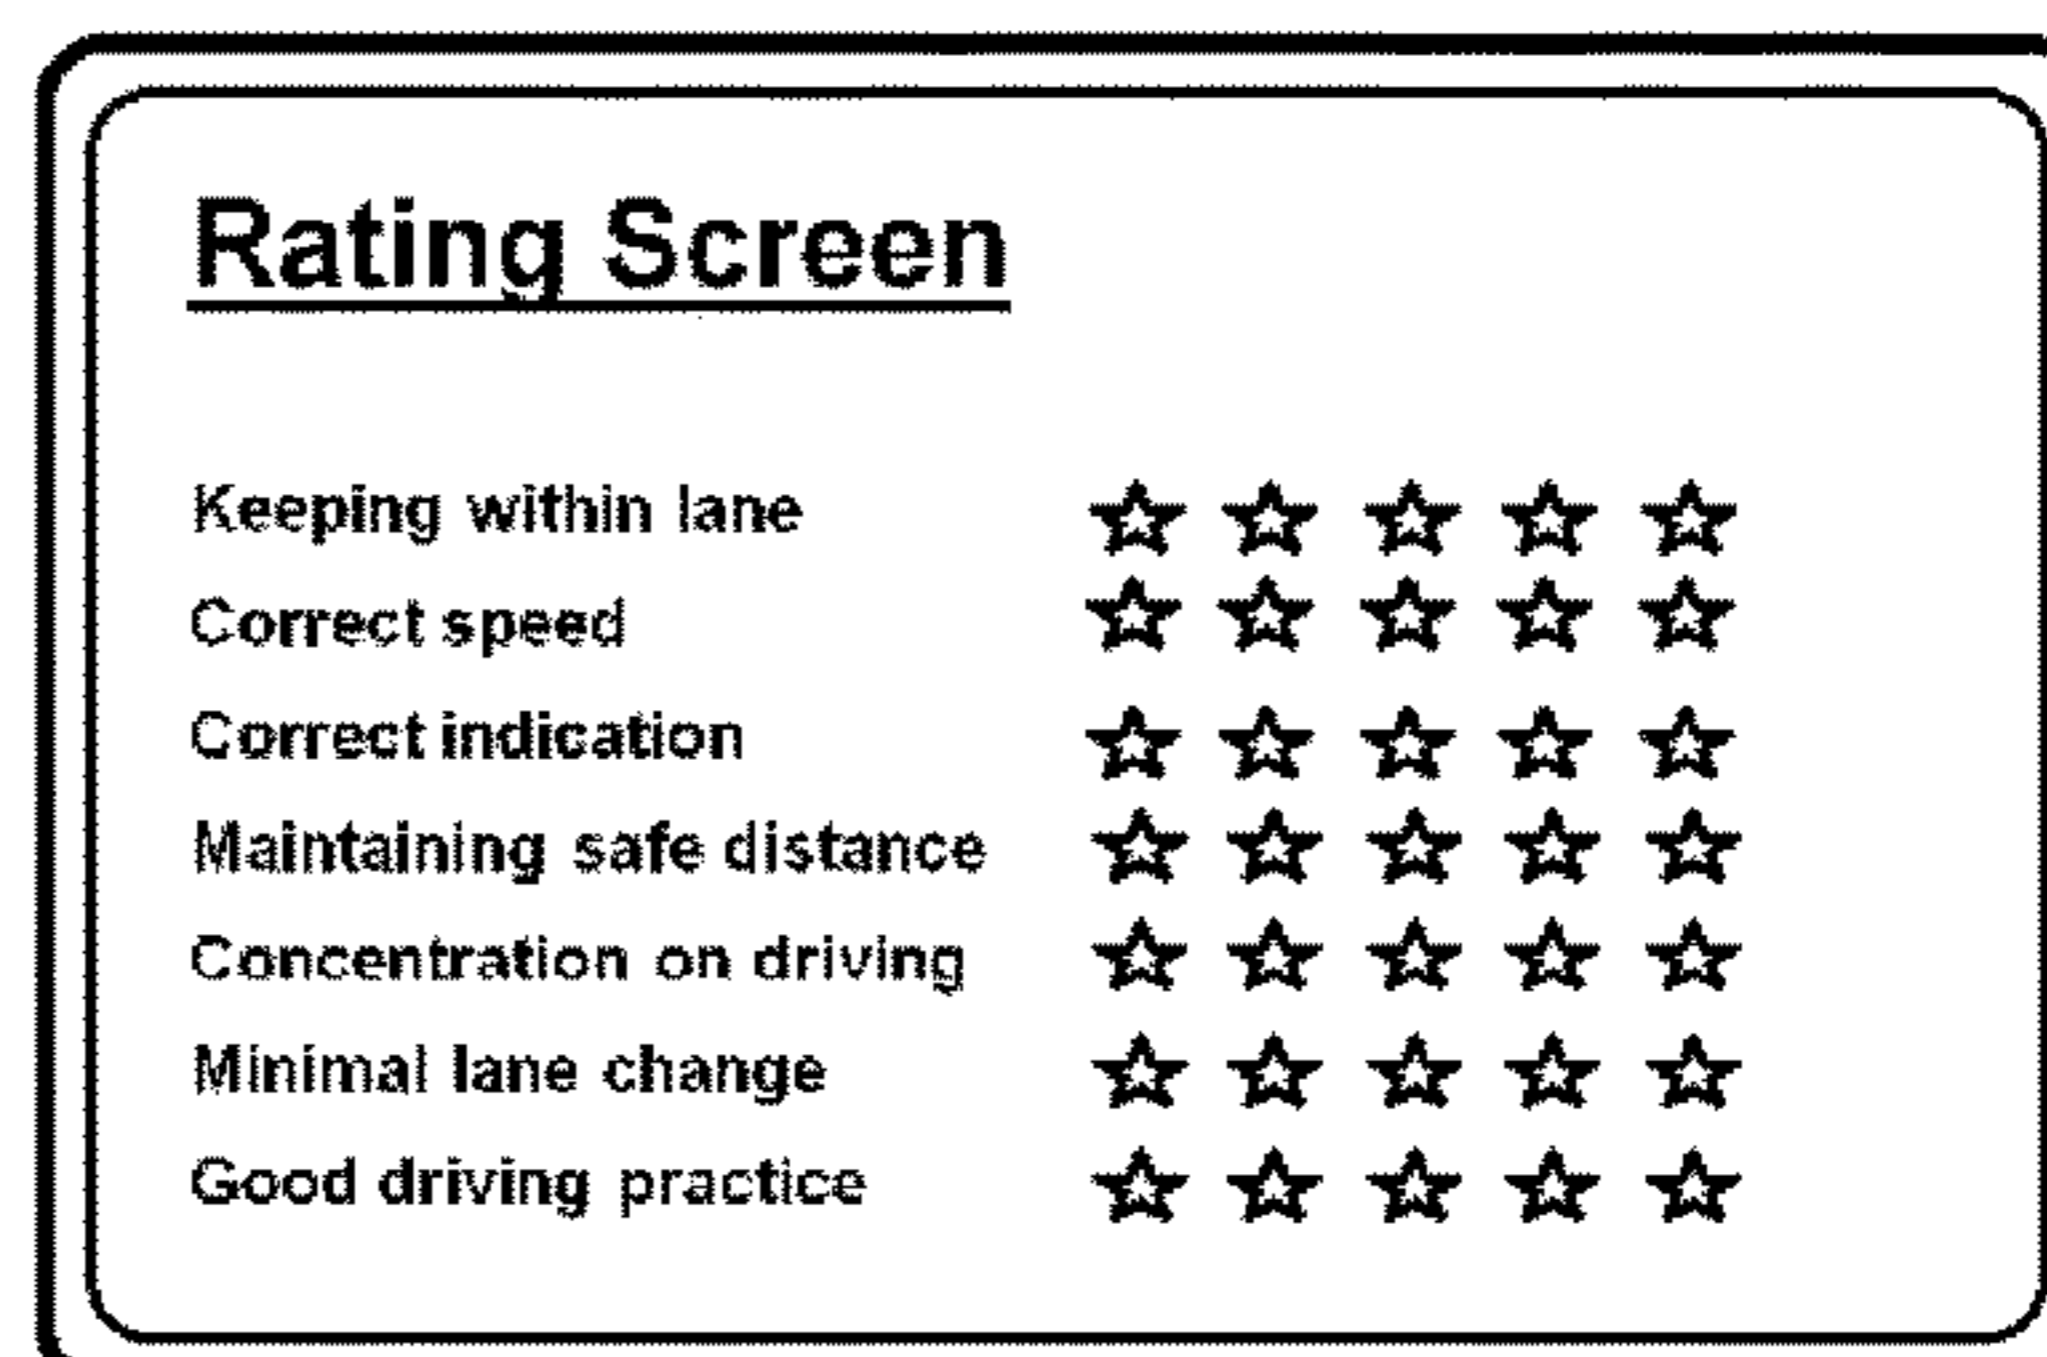 Rating Screen
Keeping within lane
Correct speed
Correct indication
Maintaining safe distance
Concentration on driving
Minimal lane change
Good driving practice